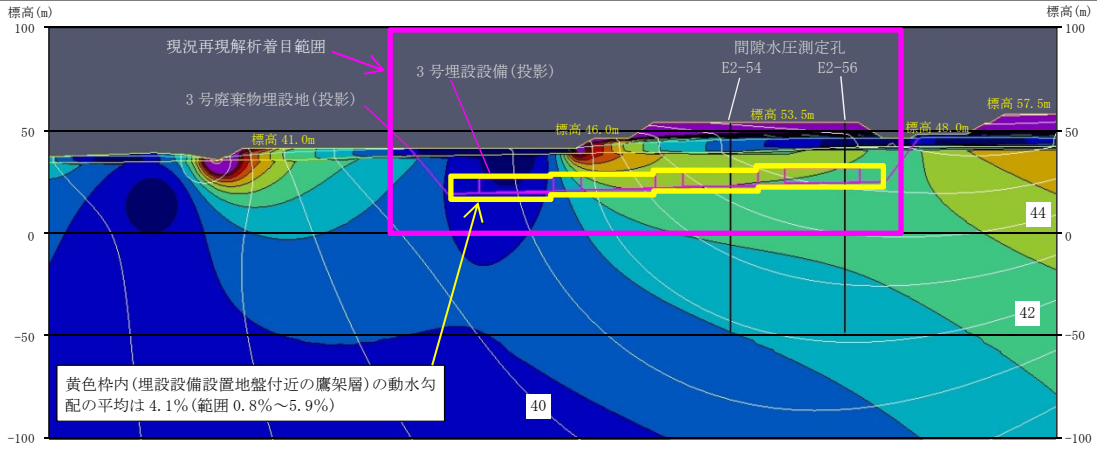 標高(m)
標高(m)
100
100
現況再現解析着目範囲
間隙水圧測定孔
E2-54
E2-56
3 号埋設設備(投影)
3 号廃棄物埋設地(投影)
標高 57.5m
標高 53.5m
50
標高 41.0m
標高 46.0m
標高 48.0m
50
44
0
0
42
-50
-50
黄色枠内(埋設設備設置地盤付近の鷹架層)の動水勾
配の平均は 4.1%(範囲 0.8%～5.9%)
40
-100
-100